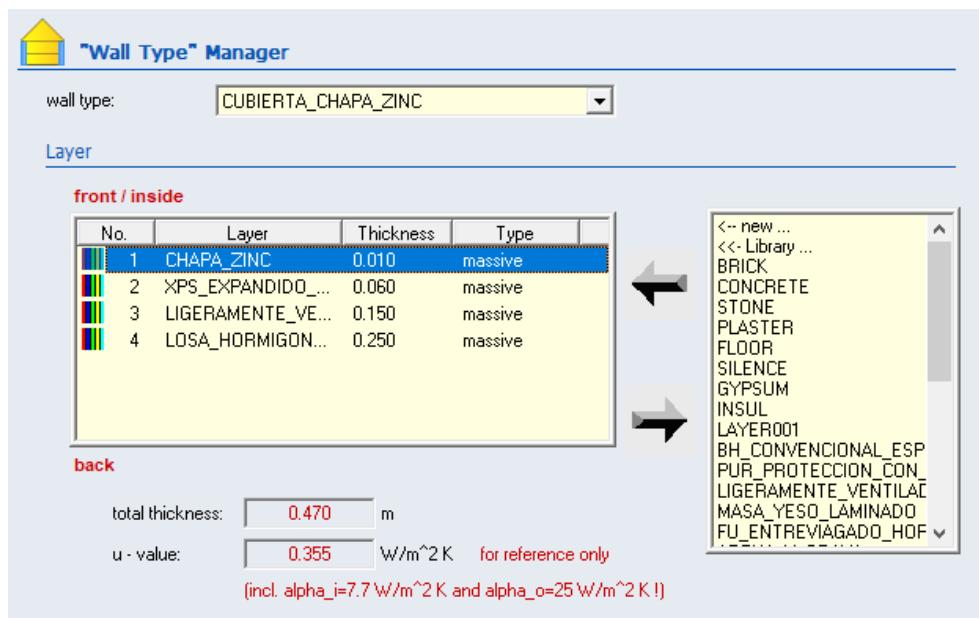 "Wall Type" Manager
wall type: CUBIERTA_CHAPA_ZINC
Layer
front / inside
No. Layer Thickness Type
1 CHAPA_ZINC 0.010 massive
2 XPS_EXPANDIDO_... 0.060 massive
3 LIGERAMENTE_VE... 0.150 massive
4 LOSA_HORMIGON... 0.250 massive
back
total thickness: 0.470 m
u - value: 0.355 W/m^2 K for reference only
(incl. alpha_i=7.7 W/m^2 K and alpha_o=25 W/m^2 K !)
<-- new ...
<<- Library ...
BRICK
CONCRETE
STONE
PLASTER
FLOOR
SILENCE
GYPSUM
INSUL
LAYER001
BH_CONVENCIONAL_ESP
PUR_PROTECCION_CON_
LIGERAMENTE_VENTILAD
MASA_YESO_LAMINADO
FU_ENTREVIAGADO_HOF